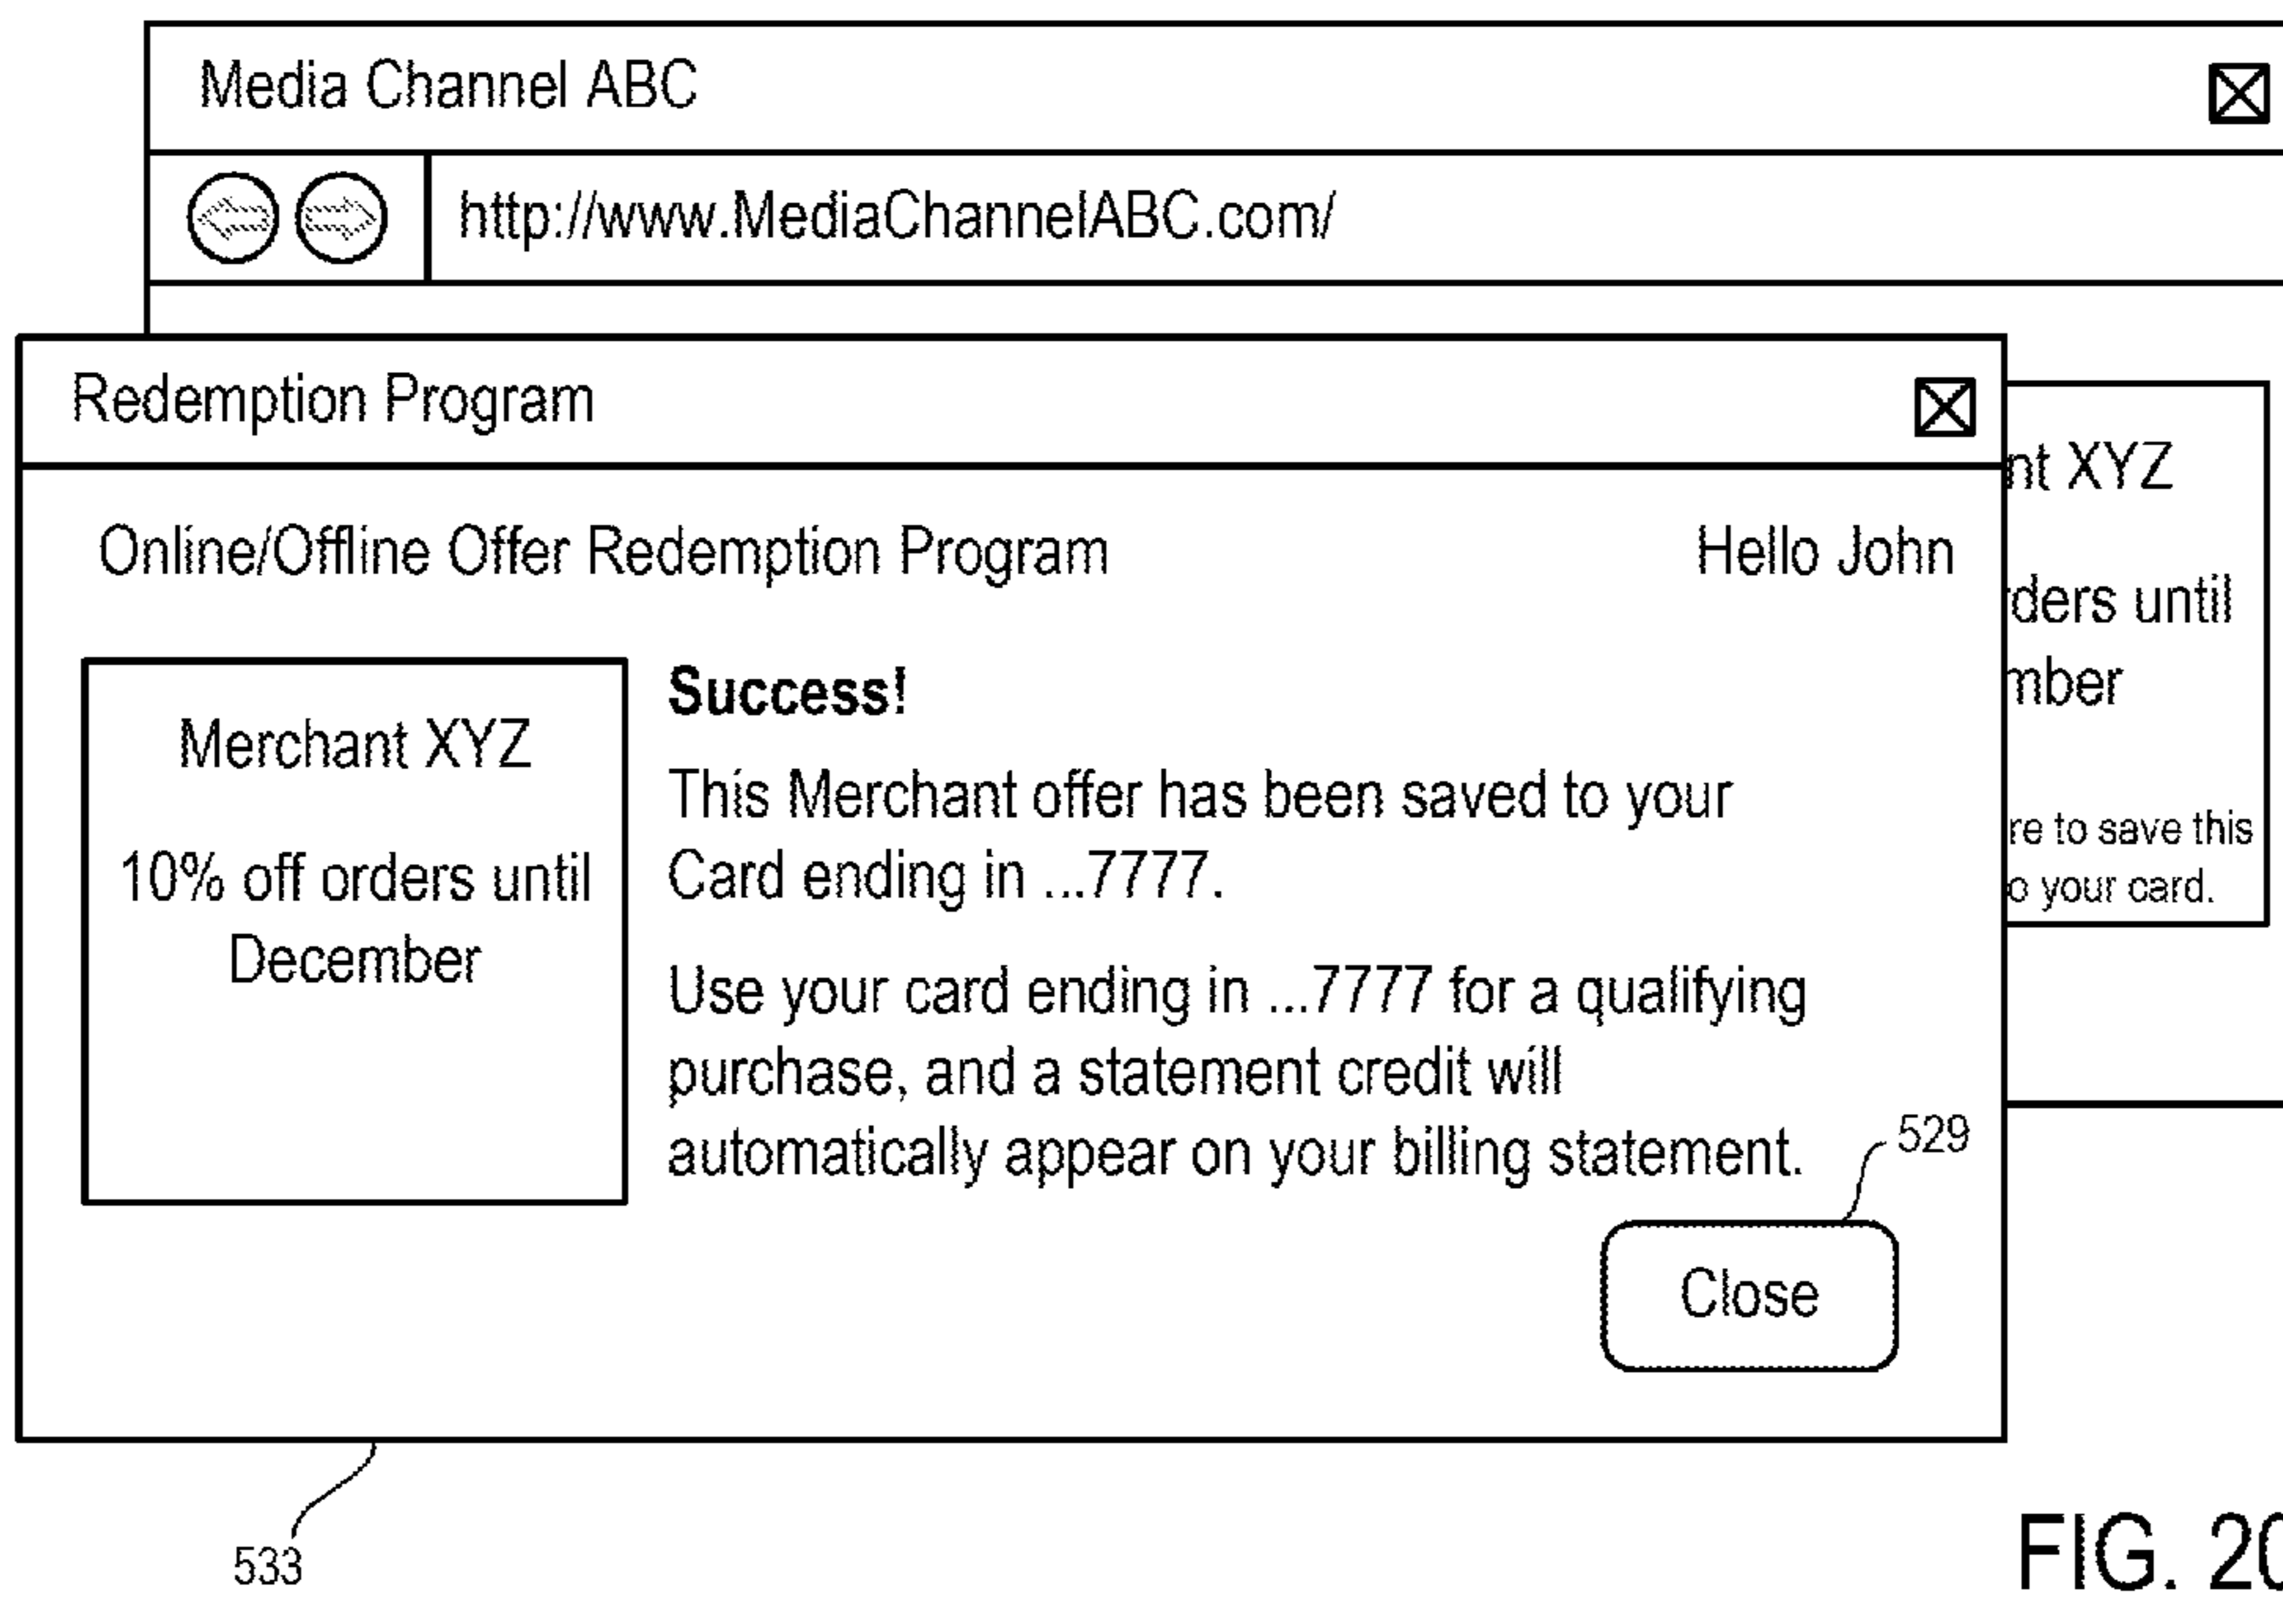 Media Channel ABC
http://www.MediaChannelABC.com/
Redemption Program
Online/Offline Offer Redemption Program
Hello John
Merchant XYZ
10% off orders until
December
Success!
This Merchant offer has been saved to your
Card ending in ...7777.
Use your card ending in ...7777 for a qualifying
purchase, and a statement credit will
automatically appear on your billing statement.
529
Close
nt XYZ
ders until
mber
re to save this
o your card.
533
FIG. 20